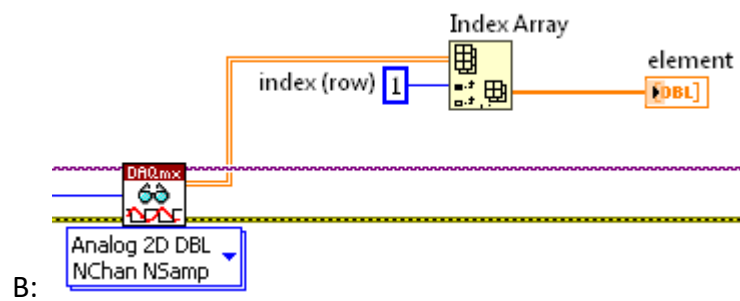 Index Array
element
index (row) 1
DBL]
DAQmx
Analog 2D DBL
NChan NSamp
B: